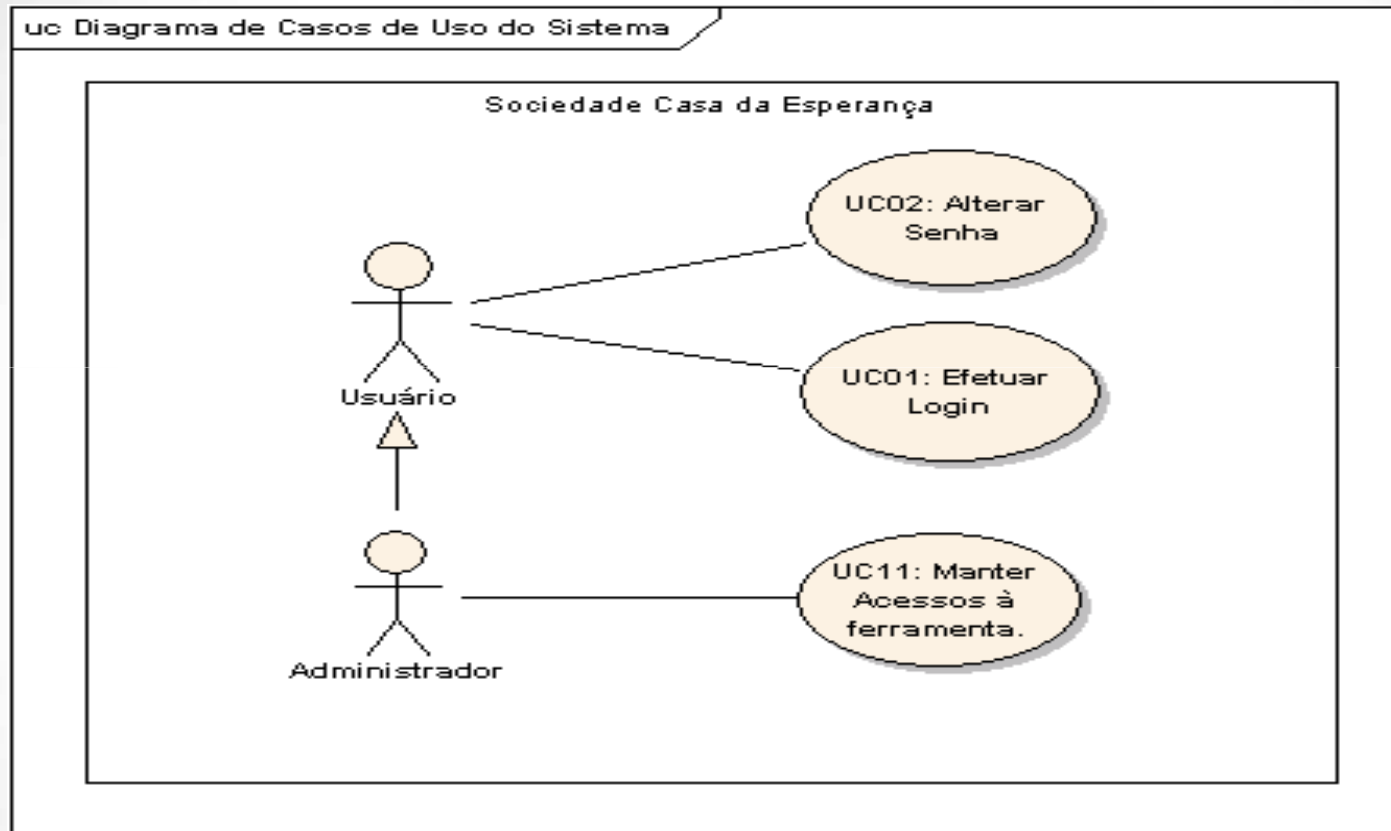 uc Diagrama de Casos de Uso do Sistema
Sociedade Casa da Esperança
UC02: Alterar
Senha
Usuário
UC01: Efetuar
Login
Administrador
UC11: Manter
Acessos à
ferramenta.